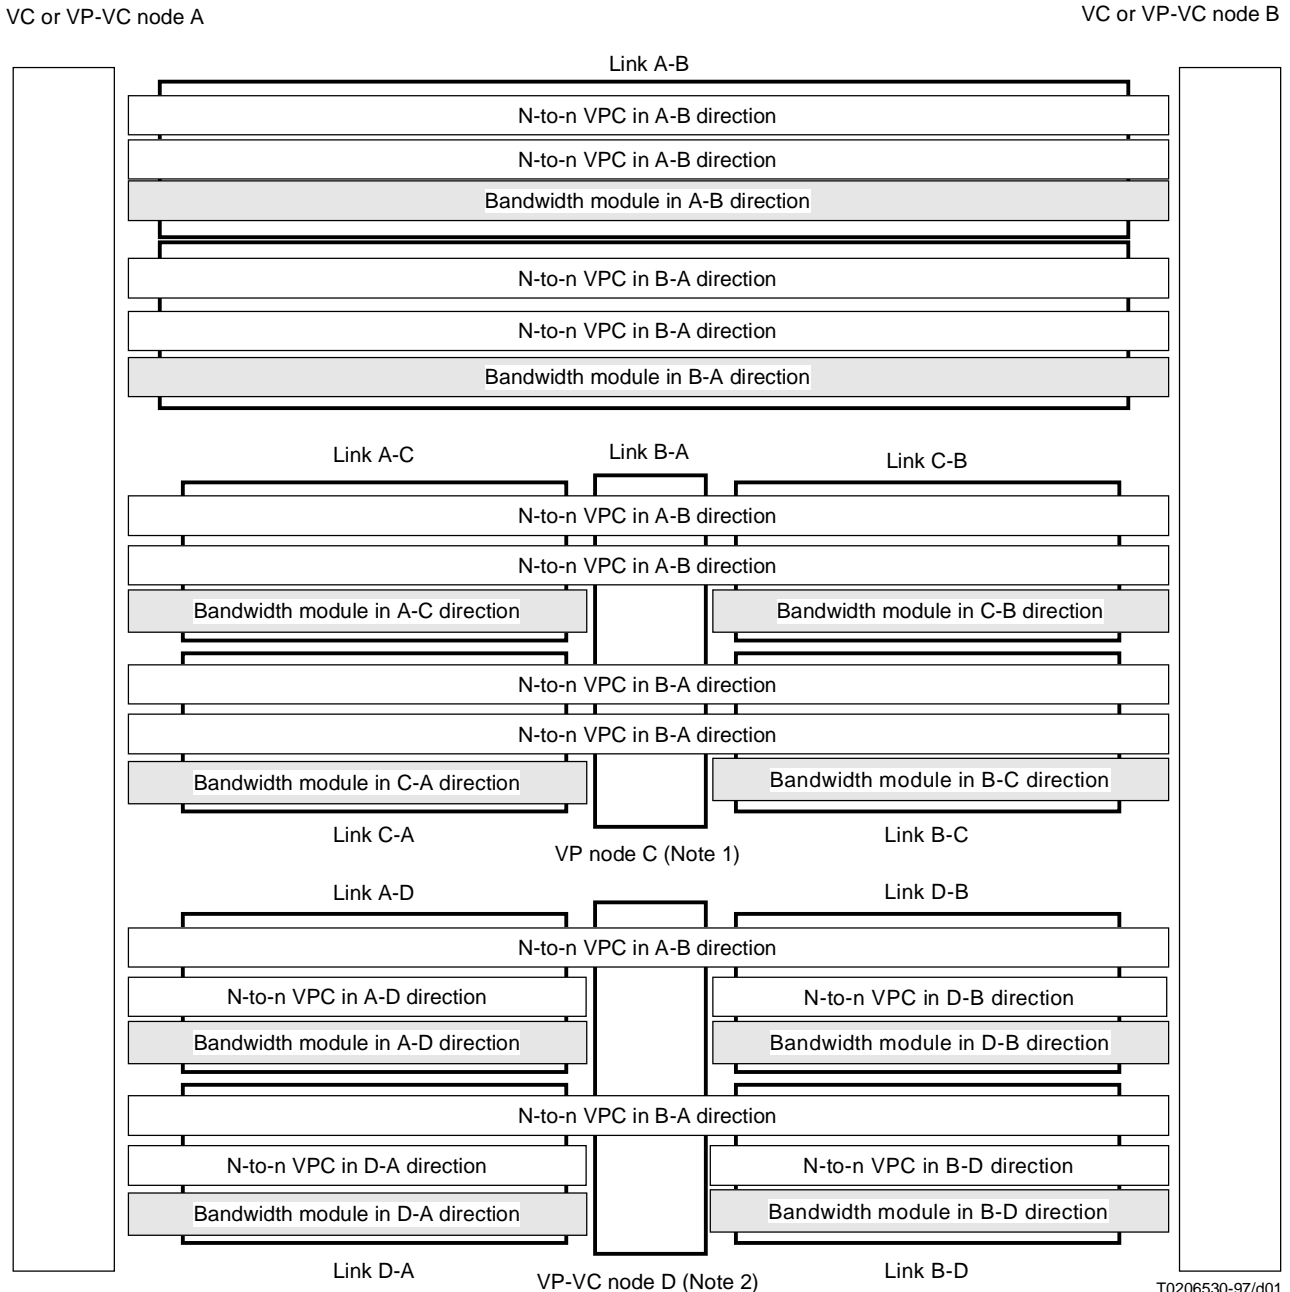 VC or VP-VC node A
VC or VP-VC node B
Link A-B
N-to-n VPC in A-B direction
N-to-n VPC in A-B direction
Bandwidth module in A-B direction
N-to-n VPC in B-A direction
N-to-n VPC in B-A direction
Bandwidth module in B-A direction
Link A-C
Link B-A
Link C-B
N-to-n VPC in A-B direction
N-to-n VPC in A-B direction
Bandwidth module in A-C direction
Bandwidth module in C-B direction
N-to-n VPC in B-A direction
N-to-n VPC in B-A direction
Bandwidth module in C-A direction
Bandwidth module in B-C direction
Link C-A
Link B-C
VP node C (Note 1)
Link A-D
Link D-B
N-to-n VPC in A-B direction
N-to-n VPC in A-D direction
N-to-n VPC in D-B direction
Bandwidth module in A-D direction
Bandwidth module in D-B direction
N-to-n VPC in B-A direction
N-to-n VPC in D-A direction
N-to-n VPC in B-D direction
Bandwidth module in D-A direction
Bandwidth module in B-D direction
Link D-A
Link B-D
VP-VC node D (Note 2)
T0206530-97/d01